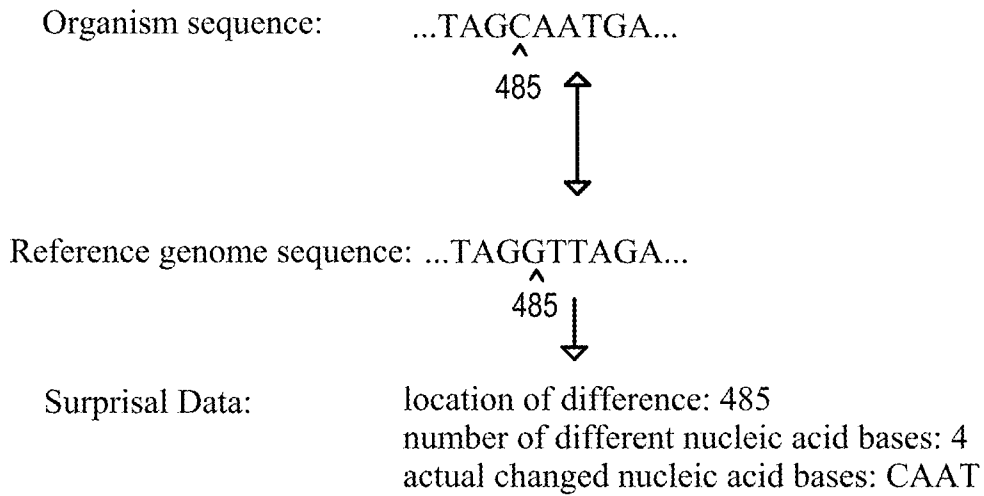 Organism sequence: ...TAGCAATGA...
^
485
Reference genome sequence: ...TAGGTTAGA...
^
485
Surprisal Data: location of difference: 485
number of different nucleic acid bases: 4
actual changed nucleic acid bases: CAAT